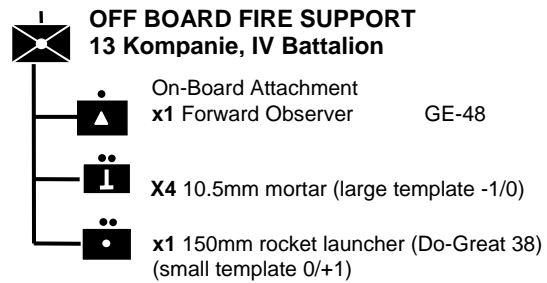 OFF BOARD FIRE SUPPORT
13 Kompanie, IV Battalion
On-Board Attachment
x1 Forward Observer GE-48
X4 10.5mm mortar (large template -1/0)
x1 150mm rocket launcher (Do-Great 38)
(small template 0/+1)